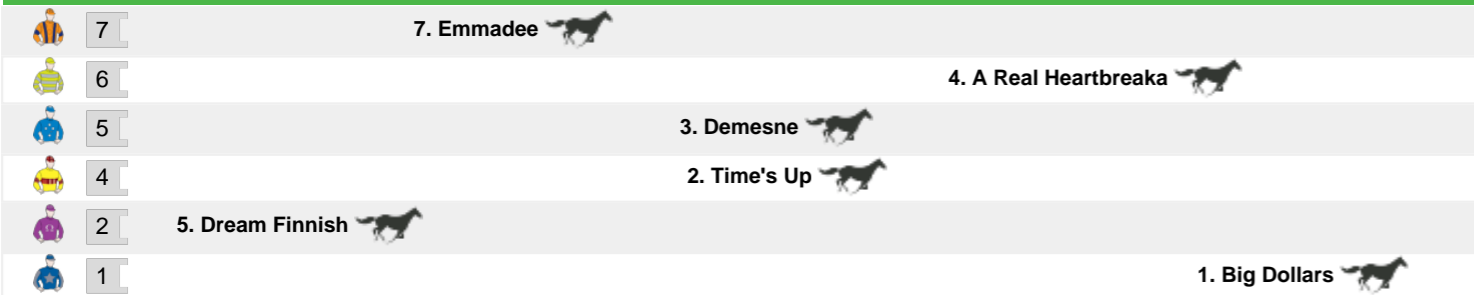 7 7. Emmadee
6 4. A Real Heartbreaka
5 3. Demesne
4 2. Time's Up
2 5. Dream Finnish
1 1. Big Dollars